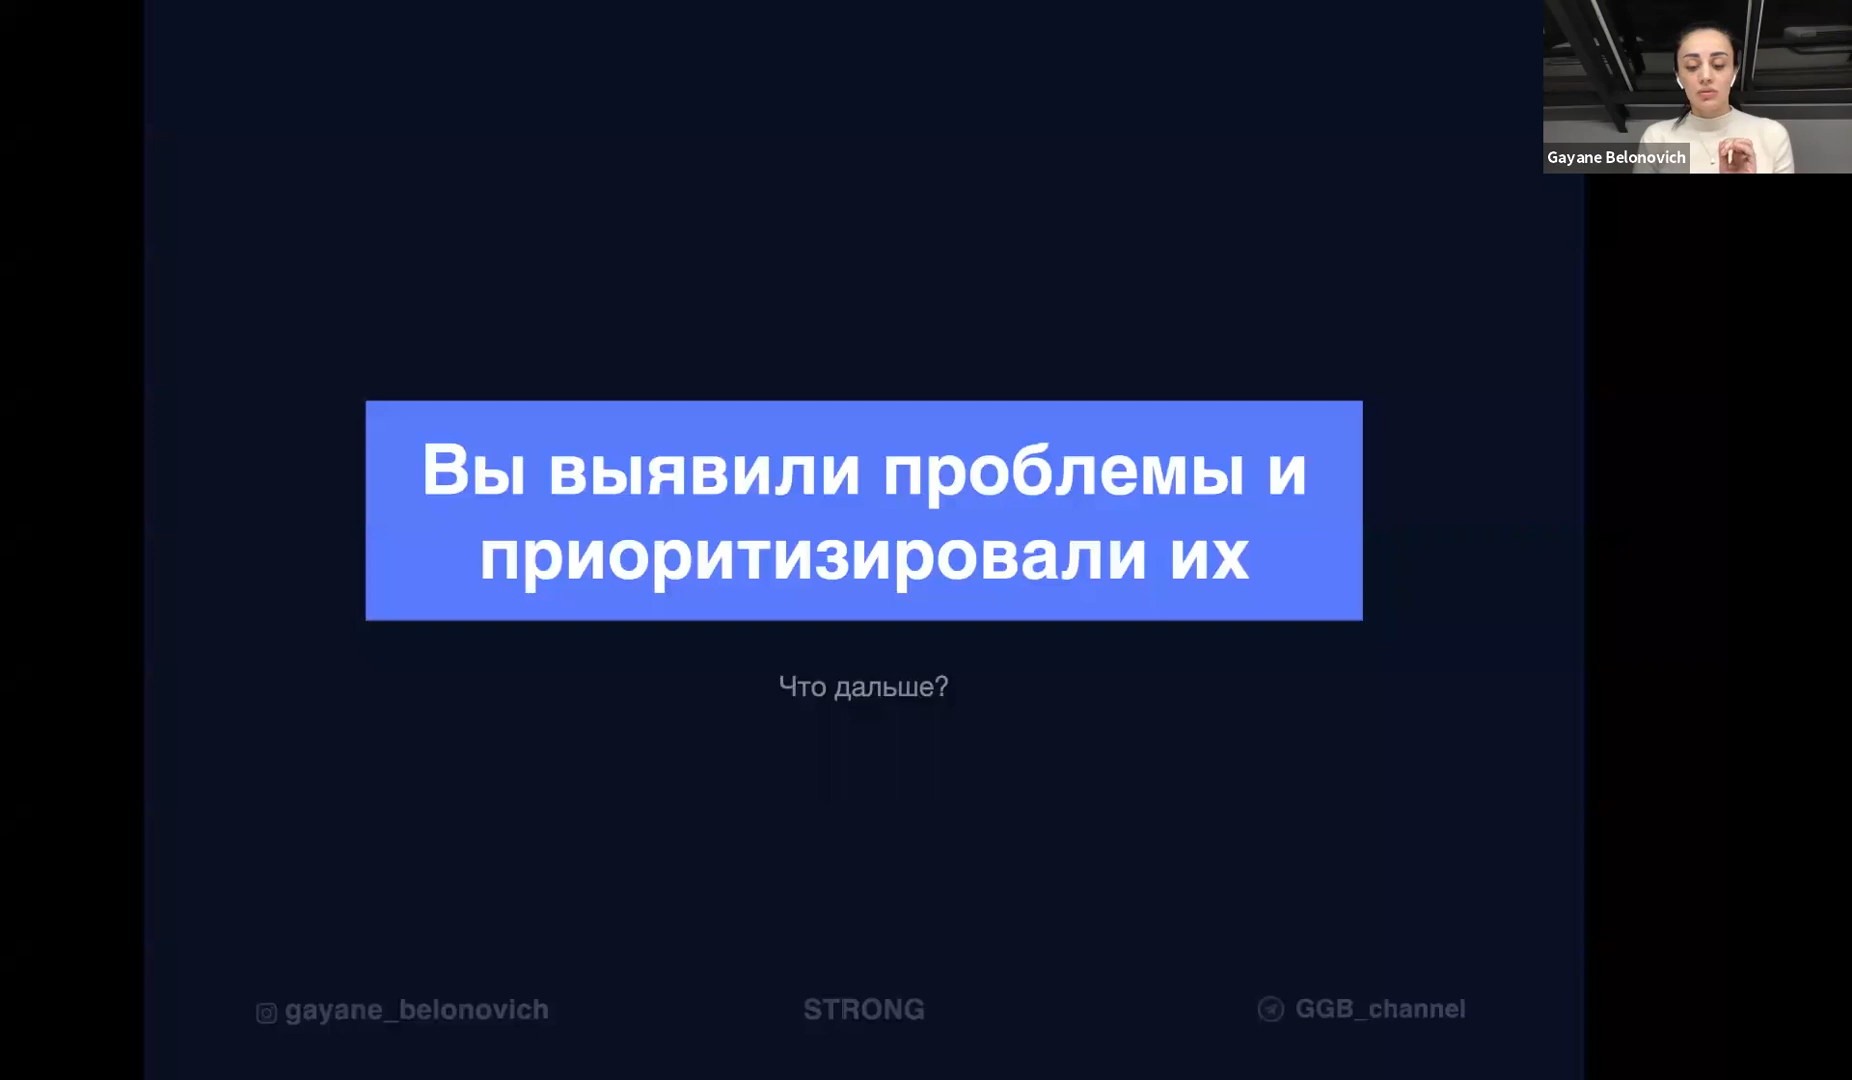 Gayane Belonovich
Вы выявили проблемы и
приоритизировали их
Что дальше?
gayane_belonovich
STRONG
GGB_channel